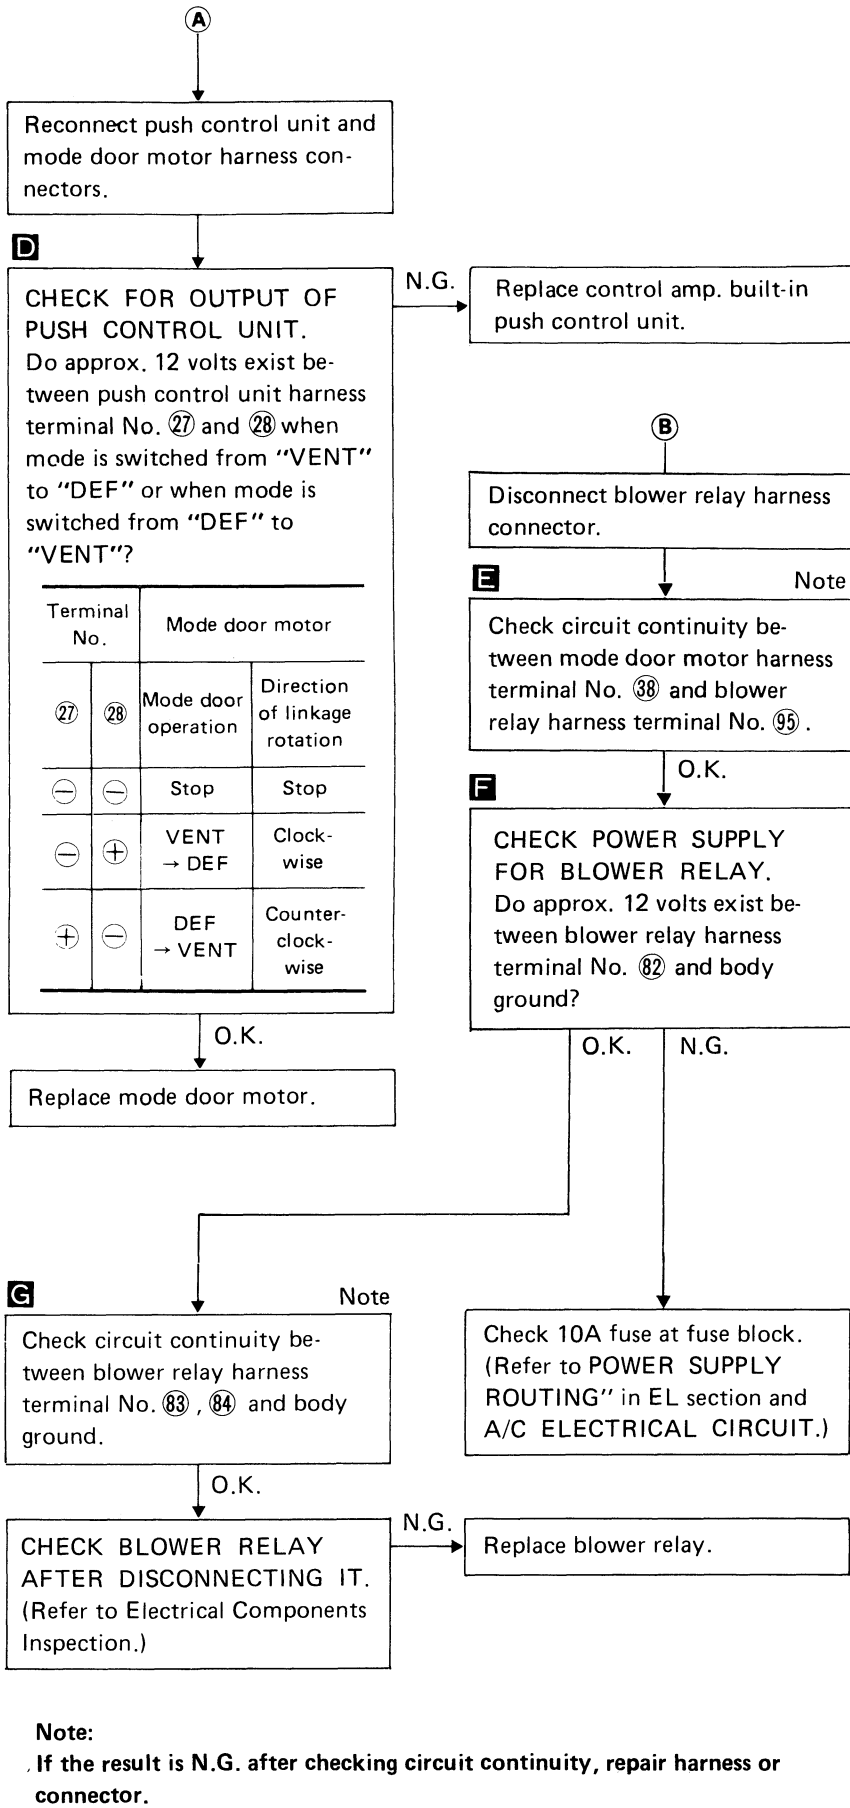 A
Reconnect push control unit and
mode door motor harness con-
nectors.
D
CHECK FOR OUTPUT OF
PUSH CONTROL UNIT.
Do approx. 12 volts exist be-
tween push control unit harness
terminal No. 27 and 28 when
mode is switched from "VENT"
to "DEF" or when mode is
switched from "DEF" to
"VENT"?
Terminal
No.
Mode door motor
27
28
Mode door
operation
Direction
of linkage
rotation
⊖
⊖
Stop
Stop
⊖
⊕
VENT
→ DEF
Clock-
wise
⊕
⊖
DEF
→ VENT
Counter-
clock-
wise
N.G.
Replace control amp. built-in
push control unit.
O.K.
Replace mode door motor.
B
Disconnect blower relay harness
connector.
E
Note
Check circuit continuity be-
tween mode door motor harness
terminal No. 38 and blower
relay harness terminal No. 95 .
O.K.
F
CHECK POWER SUPPLY
FOR BLOWER RELAY.
Do approx. 12 volts exist be-
tween blower relay harness
terminal No. 82 and body
ground?
O.K.
N.G.
G
Note
Check circuit continuity be-
tween blower relay harness
terminal No. 83 , 84 and body
ground.
Check 10A fuse at fuse block.
(Refer to POWER SUPPLY
ROUTING" in EL section and
A/C ELECTRICAL CIRCUIT.)
O.K.
CHECK BLOWER RELAY
AFTER DISCONNECTING IT.
(Refer to Electrical Components
Inspection.)
N.G.
Replace blower relay.
Note:
If the result is N.G. after checking circuit continuity, repair harness or
connector.